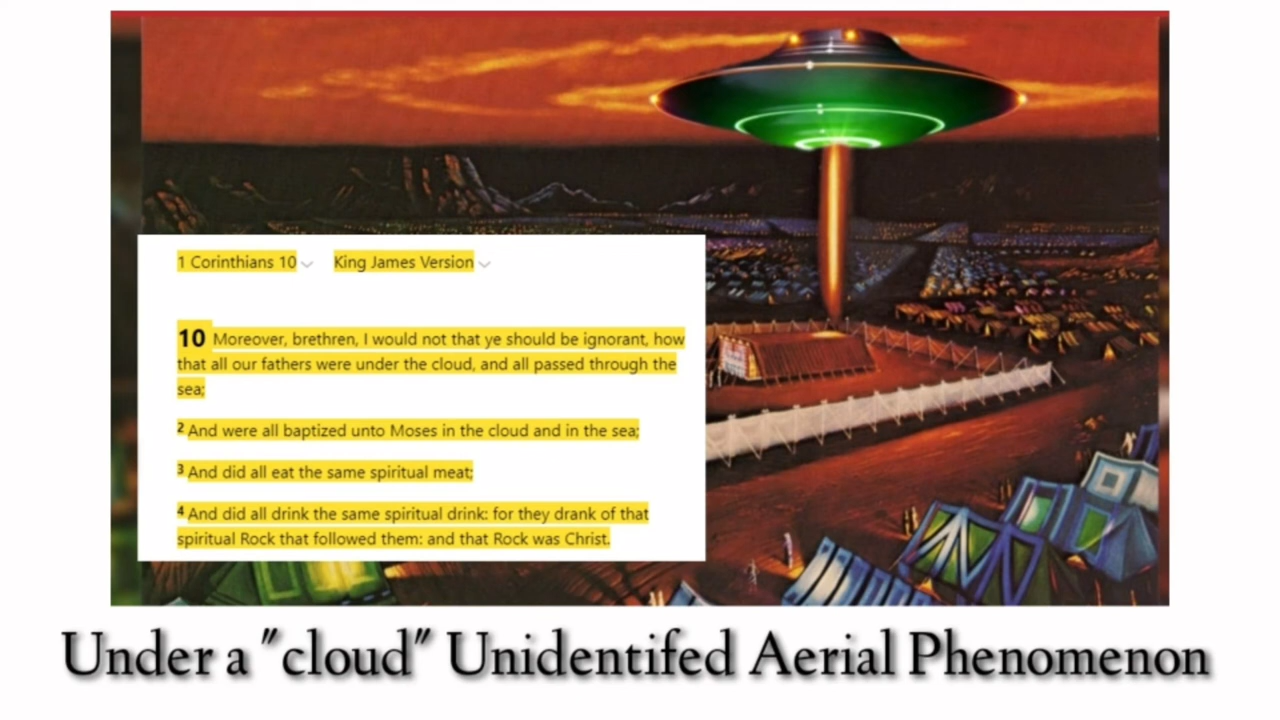 1 Corinthians 10 King James Version
10 Moreover, brethren, I would not that ye should be ignorant, how
that all our fathers were under the cloud, and all passed through the
sea;
2 And were all baptized unto Moses in the cloud and in the sea;
3 And did all eat the same spiritual meat;
4 And did all drink the same spiritual drink: for they drank of that
spiritual Rock that followed them: and that Rock was Christ.
Under a "cloud" Unidentifed Aerial Phenomenon